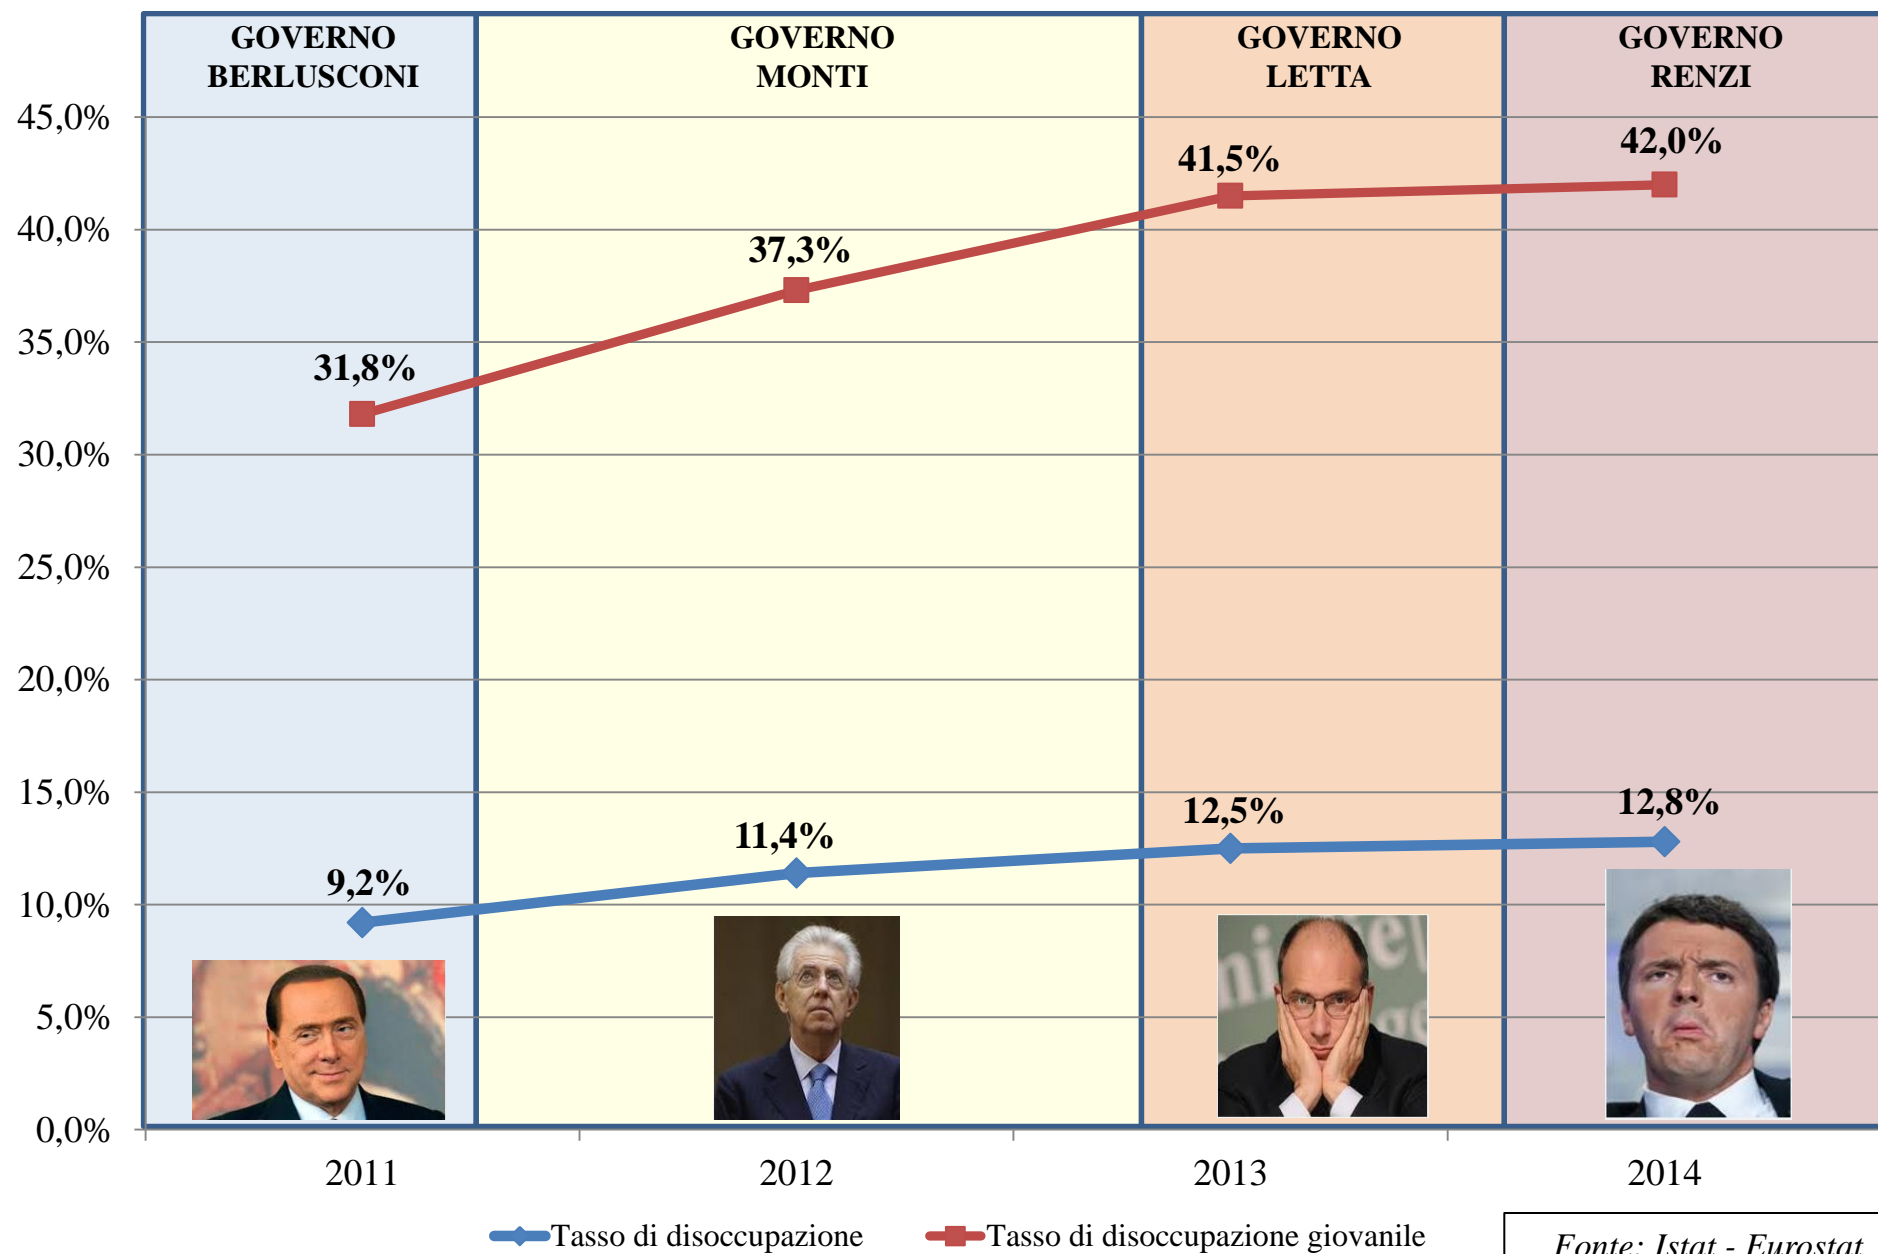 GOVERNO
BERLUSCONI
GOVERNO
MONTI
GOVERNO
LETTA
GOVERNO
RENZI
45,0%
40,0%
35,0%
30,0%
25,0%
20,0%
15,0%
10,0%
5,0%
0,0%
31,8%
37,3%
41,5%
42,0%
9,2%
11,4%
12,5%
12,8%
2011
2012
2013
2014
Tasso di disoccupazione
Tasso di disoccupazione giovanile
Fonte: Istat - Eurostat